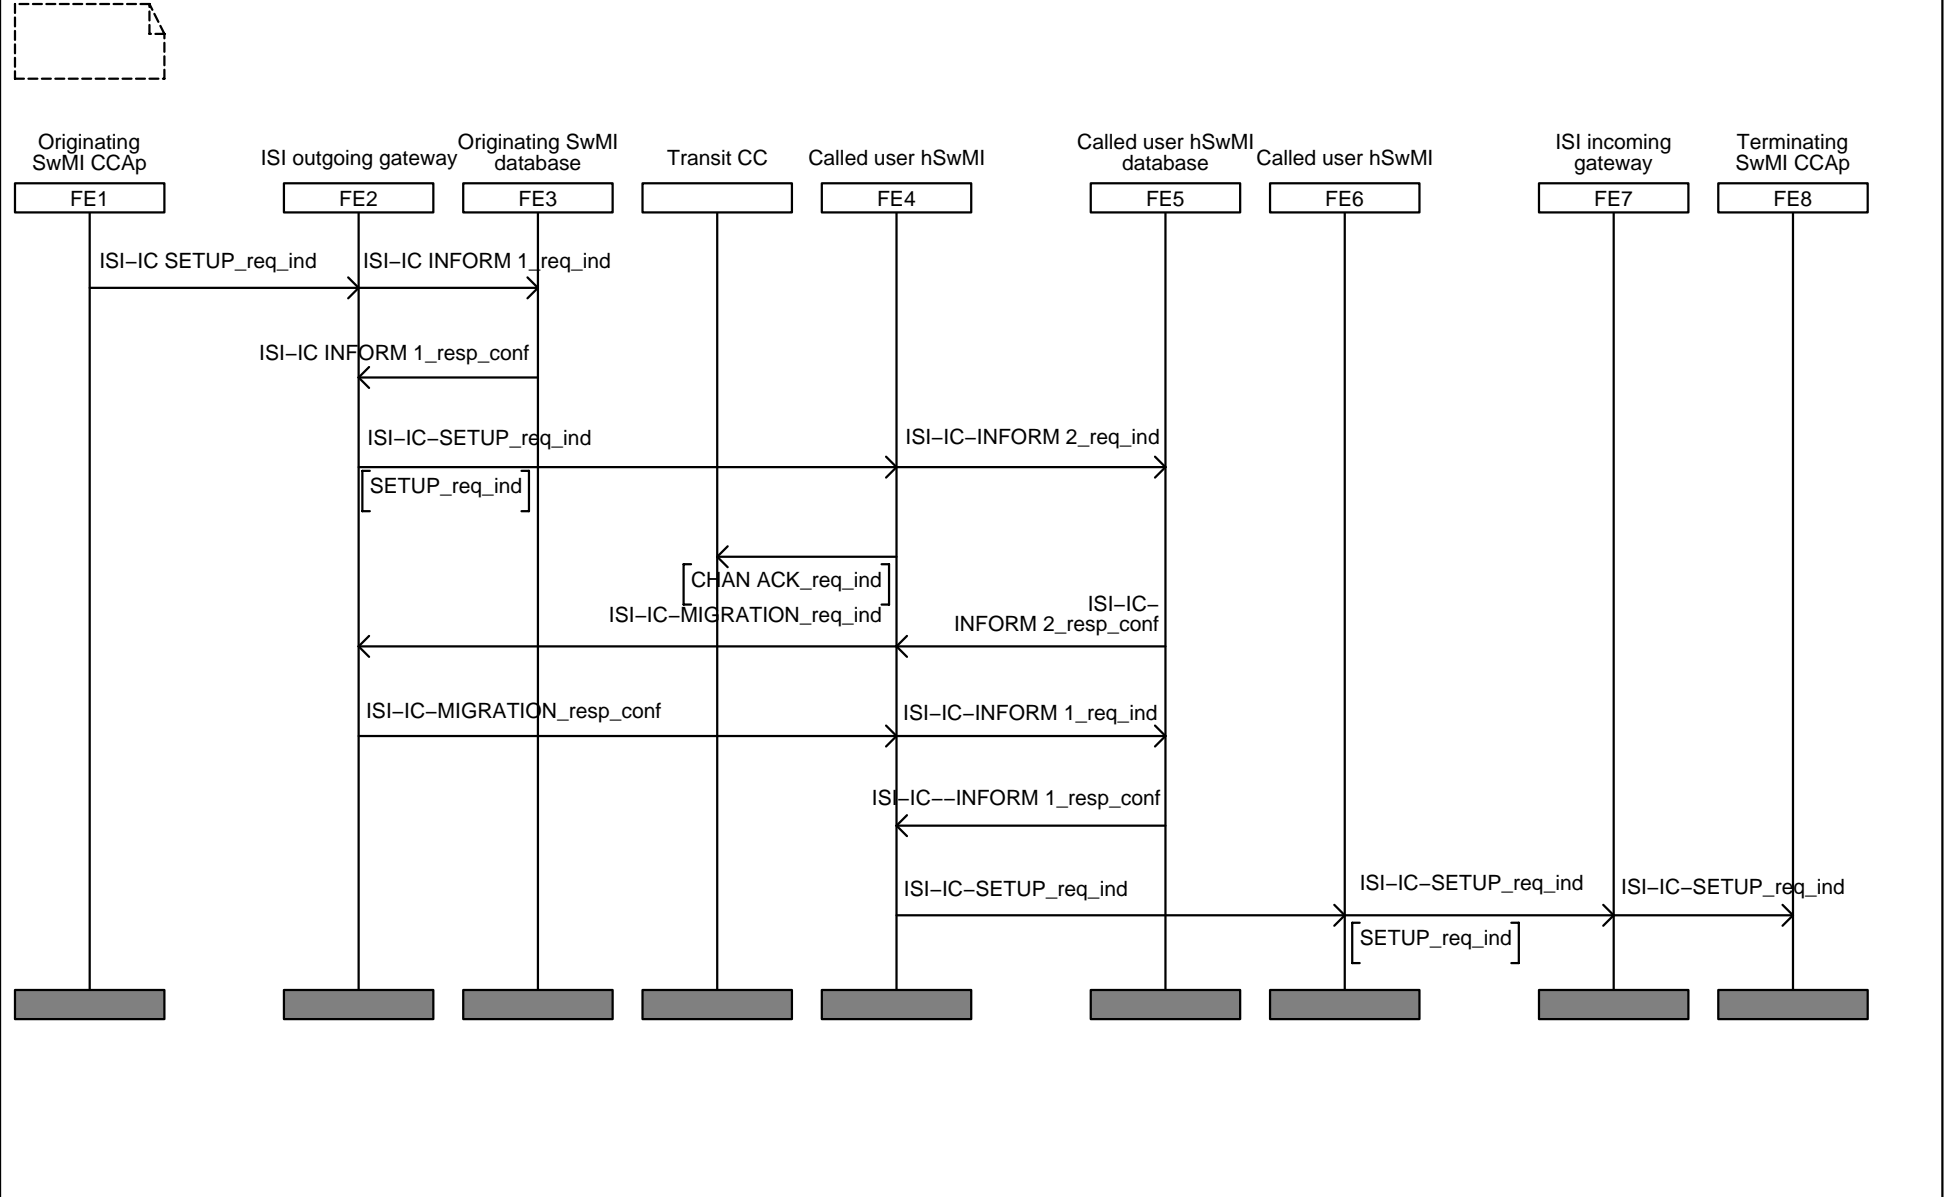 Originating
SwMI CCAp
ISI outgoing gateway
Originating SwMI
database
Transit CC
Called user hSwMI
Called user hSwMI
database
Called user hSwMI
ISI incoming
gateway
Terminating
SwMI CCAp
FE1
FE2
FE3
FE4
FE5
FE6
FE7
FE8
ISI−IC SETUP_req_ind
ISI−IC INFORM 1_req_ind
ISI−IC INFORM 1_resp_conf
ISI−IC−SETUP_req_ind
ISI−IC−INFORM 2_req_ind
SETUP_req_ind
CHAN ACK_req_ind
ISI−IC−MIGRATION_req_ind
ISI−IC−
INFORM 2_resp_conf
ISI−IC−MIGRATION_resp_conf
ISI−IC−INFORM 1_req_ind
ISI−IC−−INFORM 1_resp_conf
ISI−IC−SETUP_req_ind
ISI−IC−SETUP_req_ind
ISI−IC−SETUP_req_ind
SETUP_req_ind